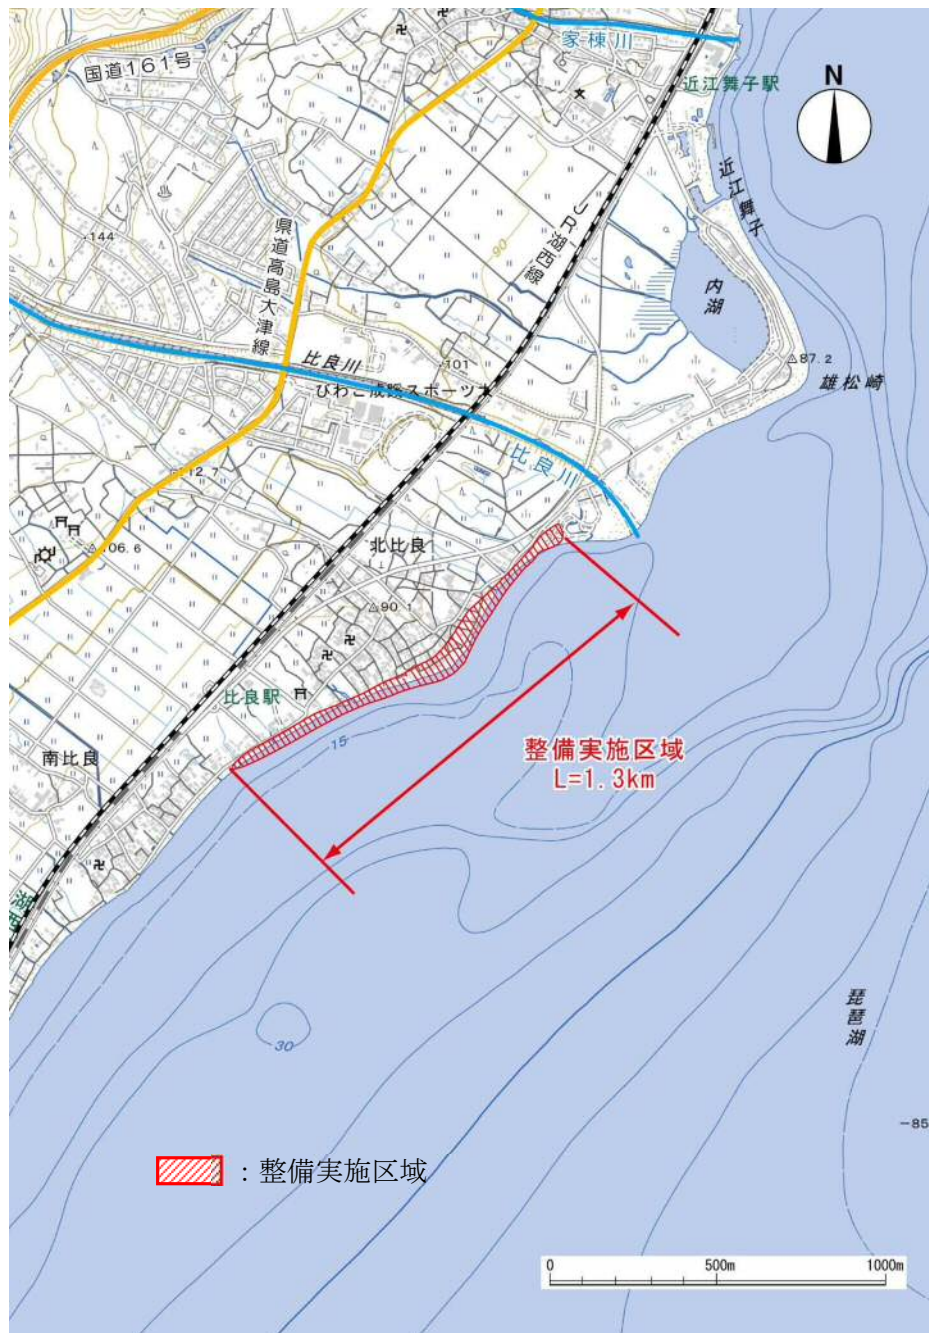 家棟川
国道161号
近江舞子駅
N
近江舞子
JR湖西線
90
・144
県道高島大津線
内湖
比良川
101
87.2
雄松崎
びわこ成蹊スポーツ大
比良川
112.7
106.6
北比良
90.1
比良駅
15
南比良
整備実施区域
L=1.3km
湖西
琵琶湖
30
-85
：整備実施区域
0 500m 1000m